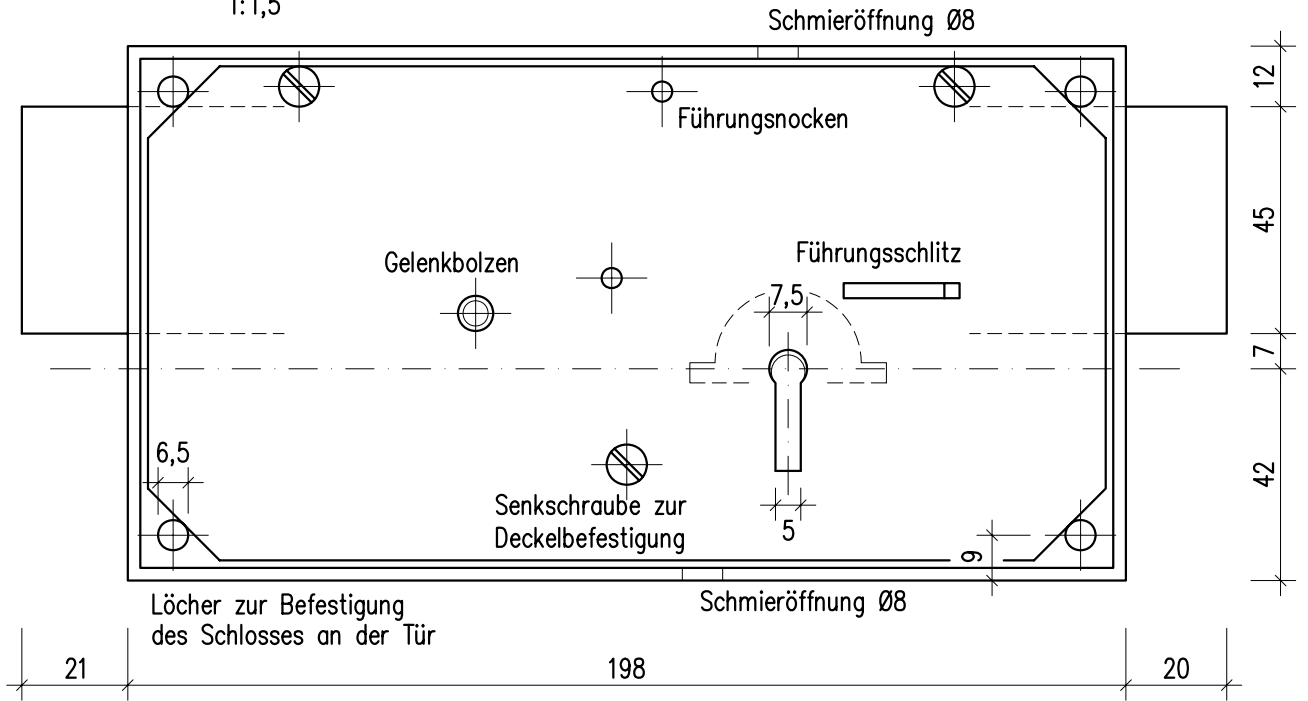 1:1,5
Schmieröffnung Ø8
12
Führungsnocken
45
Gelenkbolzen
Führungsschlitz
7,5
7
6,5
42
Senkschraube zur
Deckelbefestigung
5
9
Löcher zur Befestigung
des Schlosses an der Tür
Schmieröffnung Ø8
21
198
20